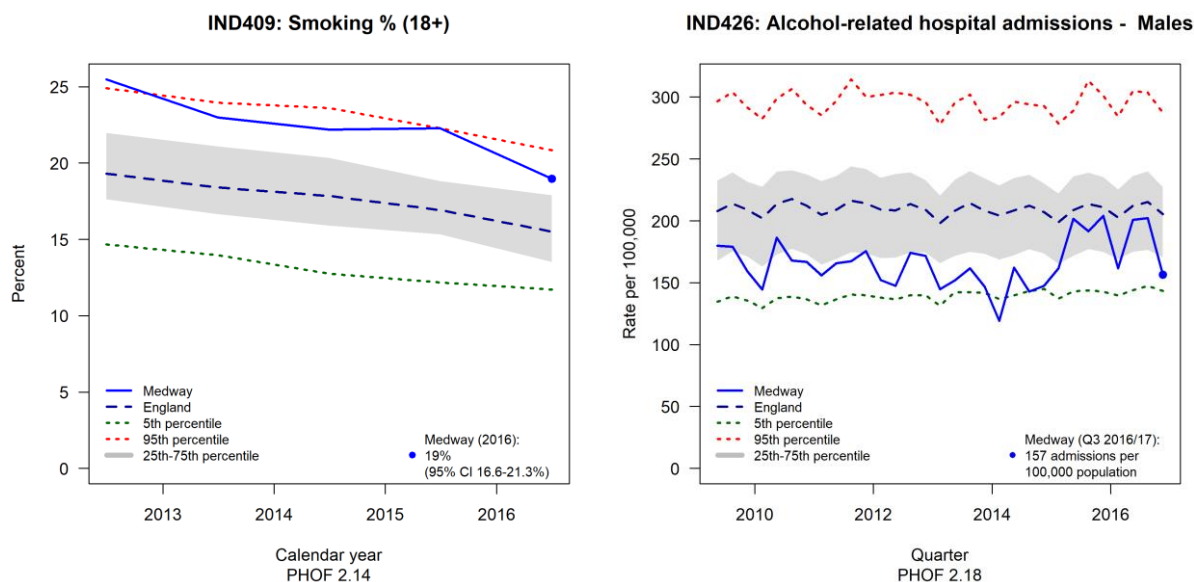 IND409: Smoking % (18+)
Percent
25
20
15
10
5
0
Medway
England
5th percentile
95th percentile
25th-75th percentile
Medway (2016):
19%
(95% CI 16.6-21.3%)
2013
2014
2015
2016
Calendar year
PHOF 2.14
IND426: Alcohol-related hospital admissions - Males
Rate per 100,000
300
250
200
150
100
50
0
Medway
England
5th percentile
95th percentile
25th-75th percentile
Medway (Q3 2016/17):
157 admissions per
100,000 population
2010
2012
2014
2016
Quarter
PHOF 2.18